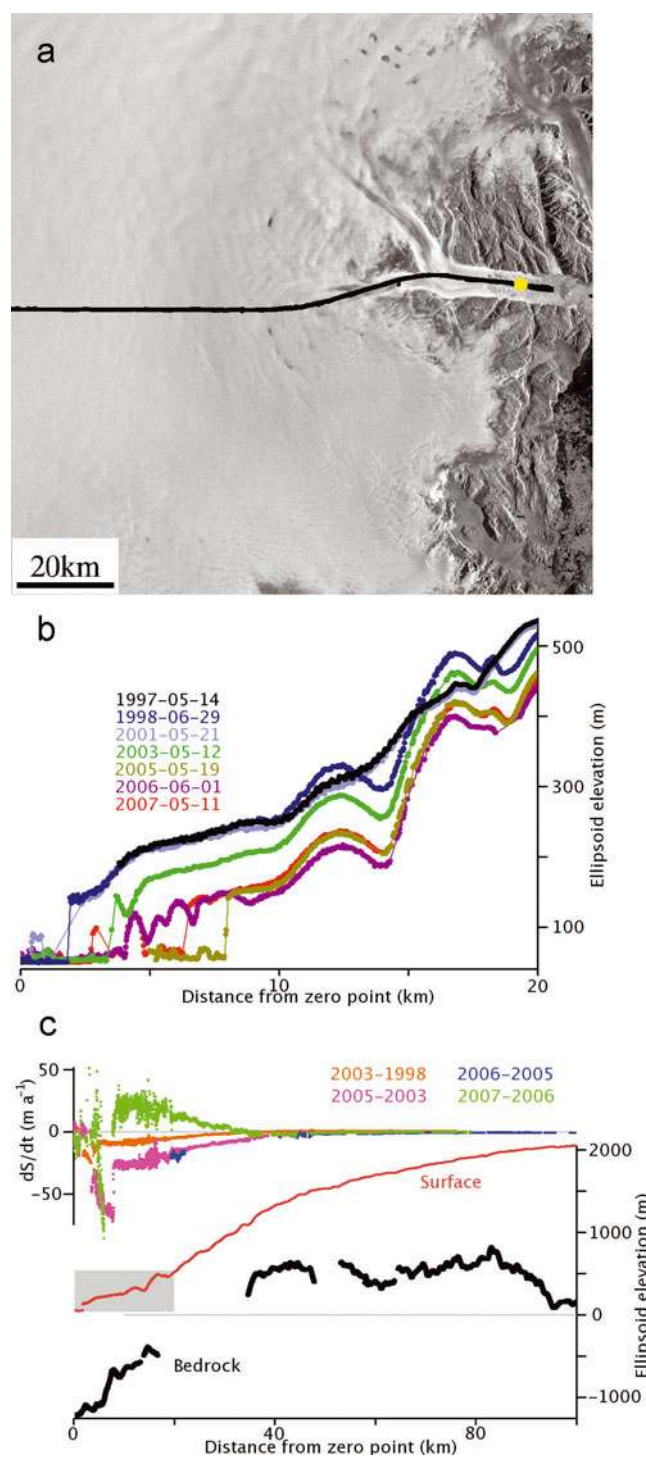 a
20km
b
1997-05-14
1998-06-29
2001-05-21
2003-05-12
2005-05-19
2006-06-01
2007-05-11
500
300
100
Ellipsoid elevation (m)
0
10
20
Distance from zero point (km)
c
50
0
-50
dS/dt (m a⁻¹)
2003-1998
2006-2005
2005-2003
2007-2006
Surface
Bedrock
2000
1000
0
-1000
Ellipsoid elevation (m)
0
40
80
Distance from zero point (km)